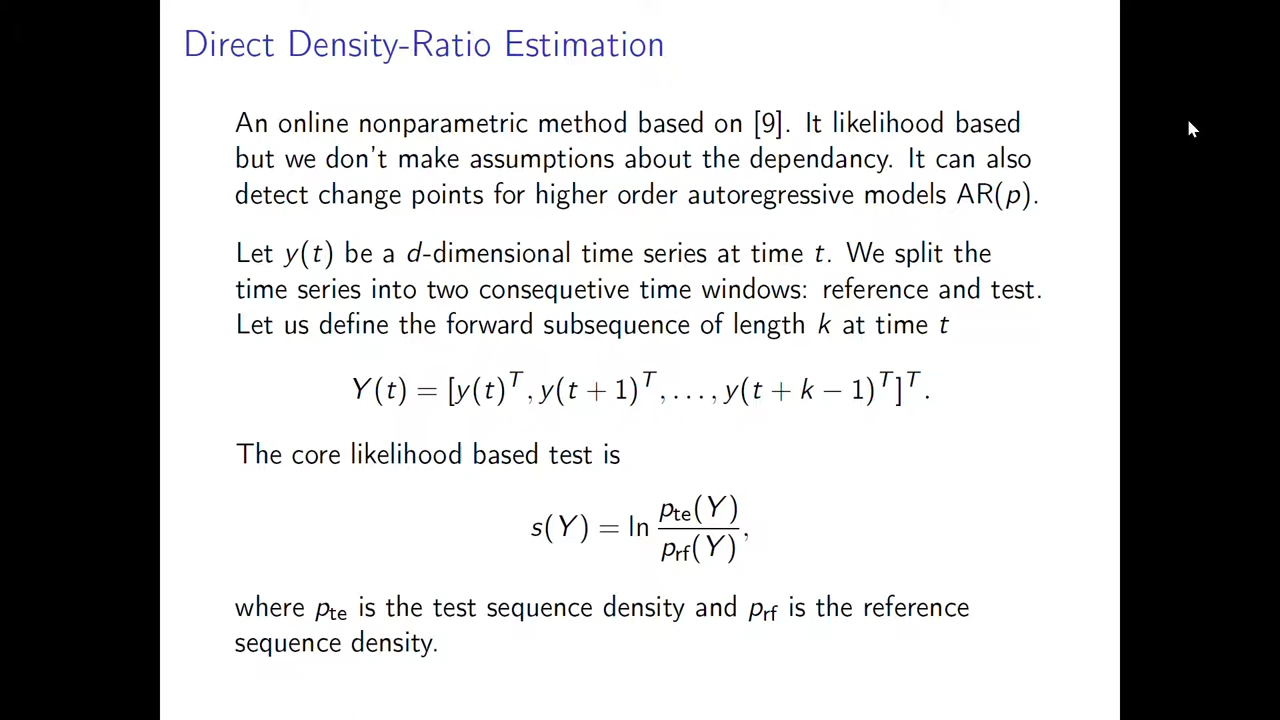 Direct Density-Ratio Estimation
An online nonparametric method based on [9]. It likelihood based
but we don't make assumptions about the dependancy. It can also
detect change points for higher order autoregressive models AR(p).
Let y(t) be a d-dimensional time series at time t. We split the
time series into two consequetive time windows: reference and test.
Let us define the forward subsequence of length k at time t
Y(t) = [y(t)^T, y(t + 1)^T, . . . , y(t + k − 1)^T]^T.
The core likelihood based test is
s(Y) = ln p_te(Y) / p_rf(Y),
where p_te is the test sequence density and p_rf is the reference
sequence density.